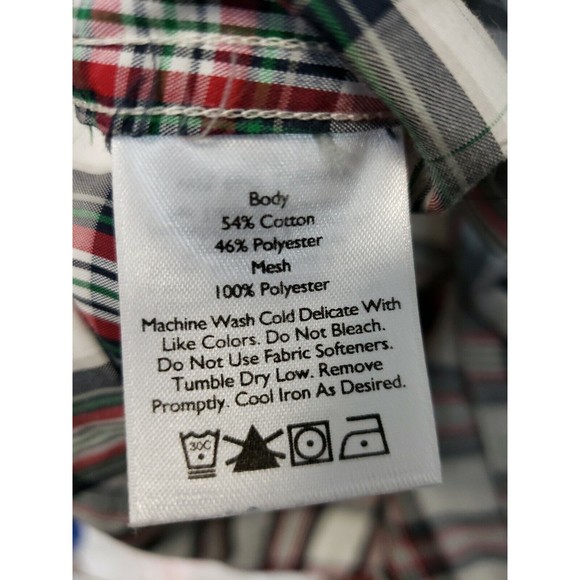 Body
54% Cotton
46% Polyester
Mesh
100% Polyester
Machine Wash Cold Delicate With
Like Colors. Do Not Bleach.
Do Not Use Fabric Softeners.
Tumble Dry Low. Remove
Promptly. Cool Iron As Desired.
30C